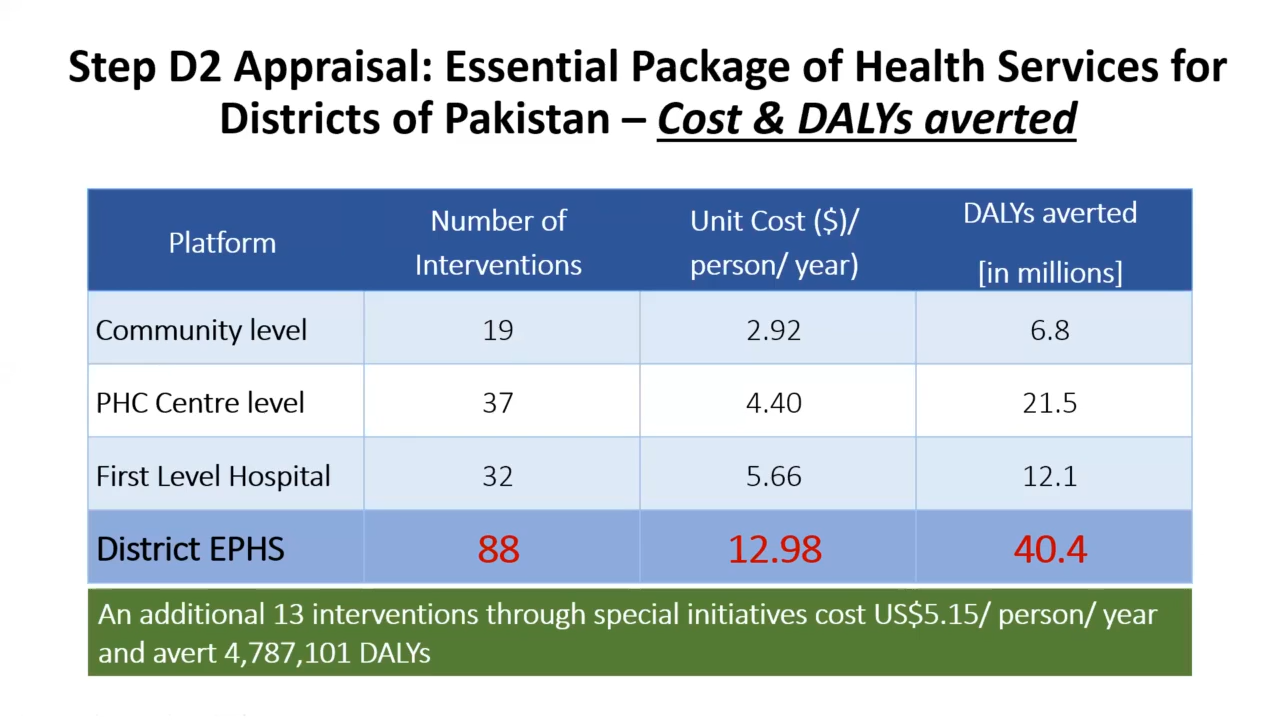 Step D2 Appraisal: Essential Package of Health Services for
Districts of Pakistan – Cost & DALYs averted
Platform
Number of
Interventions
Unit Cost ($)/
person/ year)
DALYs averted
[in millions]
Community level 19 2.92 6.8
PHC Centre level 37 4.40 21.5
First Level Hospital 32 5.66 12.1
District EPHS 88 12.98 40.4
An additional 13 interventions through special initiatives cost US$5.15/ person/ year
and avert 4,787,101 DALYs